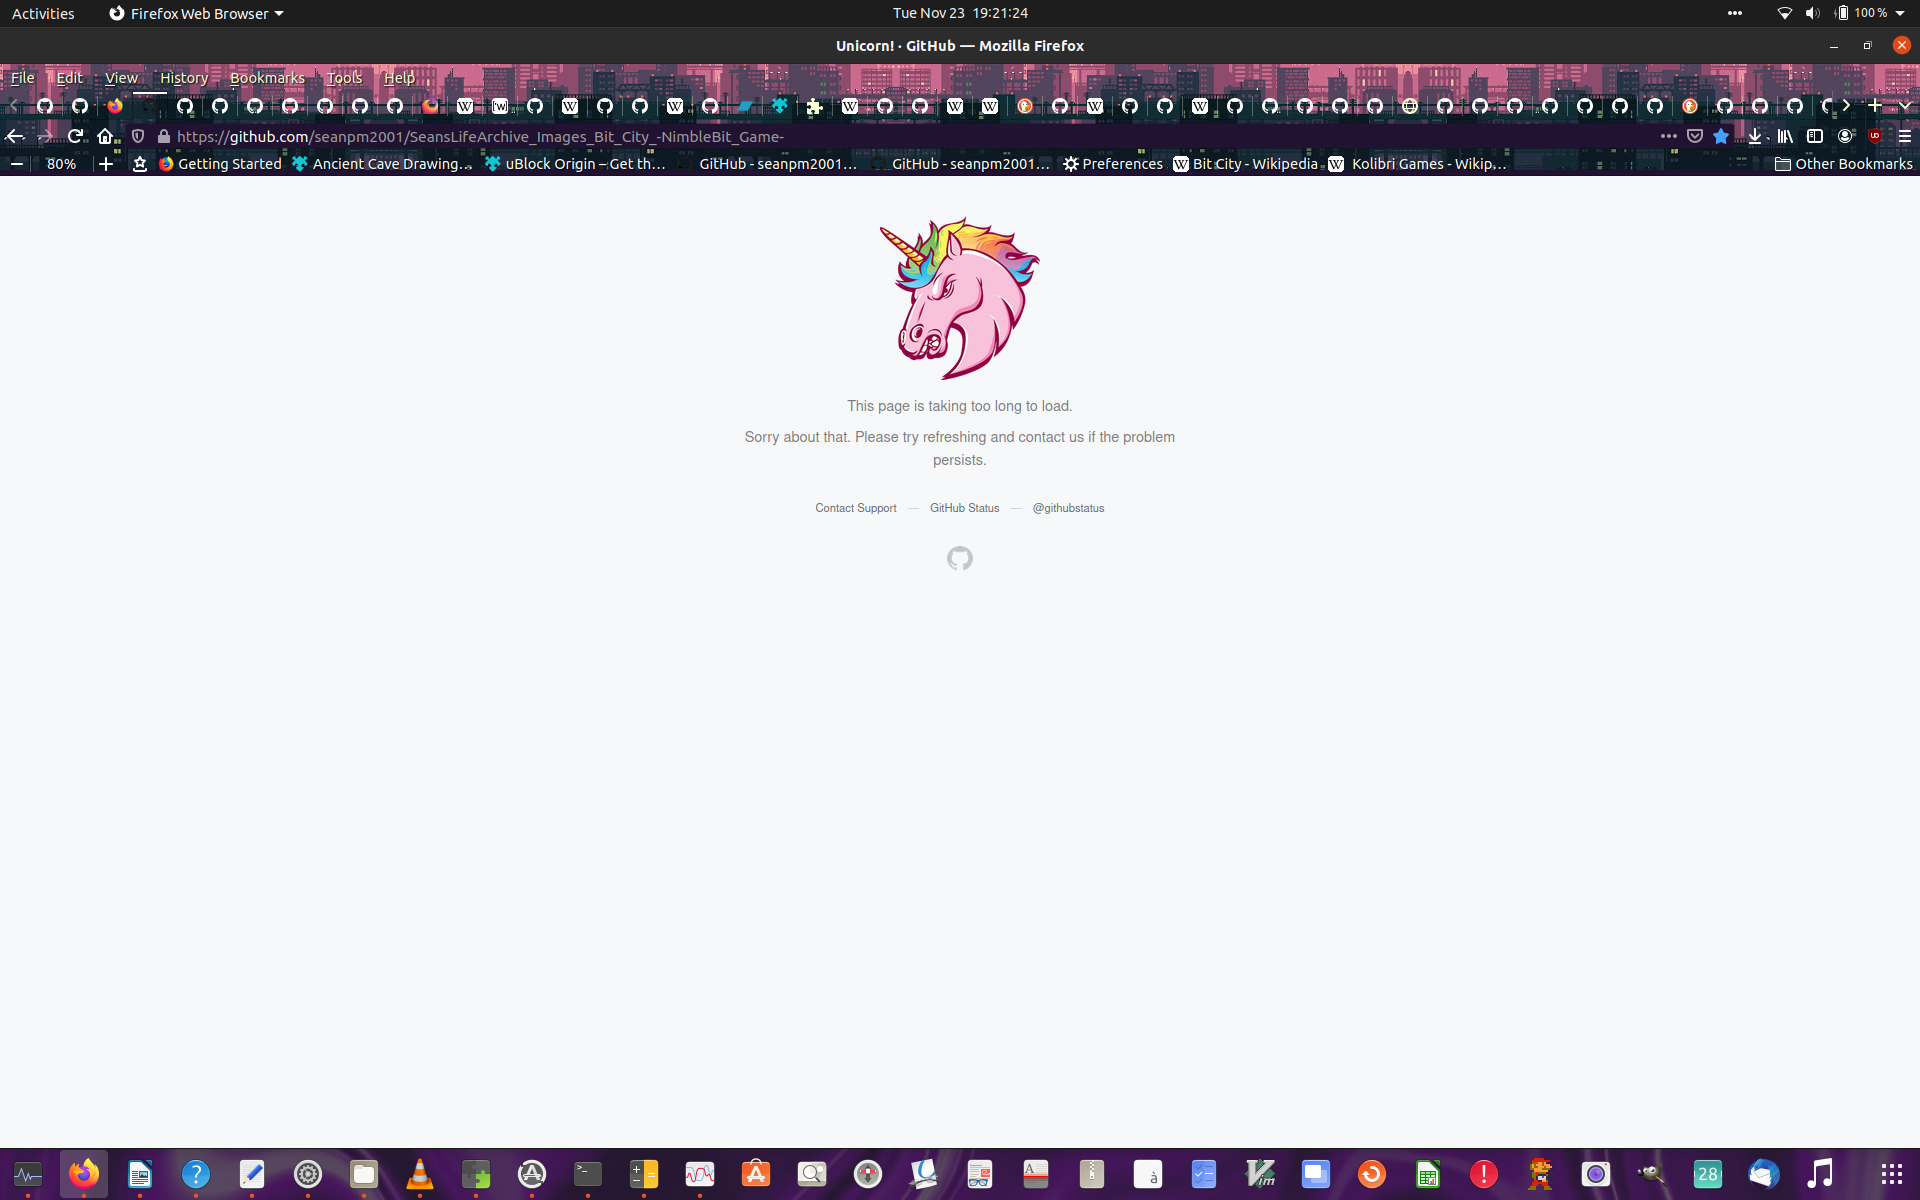 Activities Firefox Web Browser Tue Nov 23 19:21:24 100 %
Unicorn! · GitHub — Mozilla Firefox
File Edit View History Bookmarks Tools Help
https://github.com/seanpm2001/SeansLifeArchive_Images_Bit_City_-NimbleBit_Game-
80% Getting Started Ancient Cave Drawing… uBlock Origin – Get th… GitHub - seanpm2001… GitHub - seanpm2001… Preferences Bit City - Wikipedia Kolibri Games - Wikip… Other Bookmarks
This page is taking too long to load.
Sorry about that. Please try refreshing and contact us if the problem
persists.
Contact Support — GitHub Status — @githubstatus
28